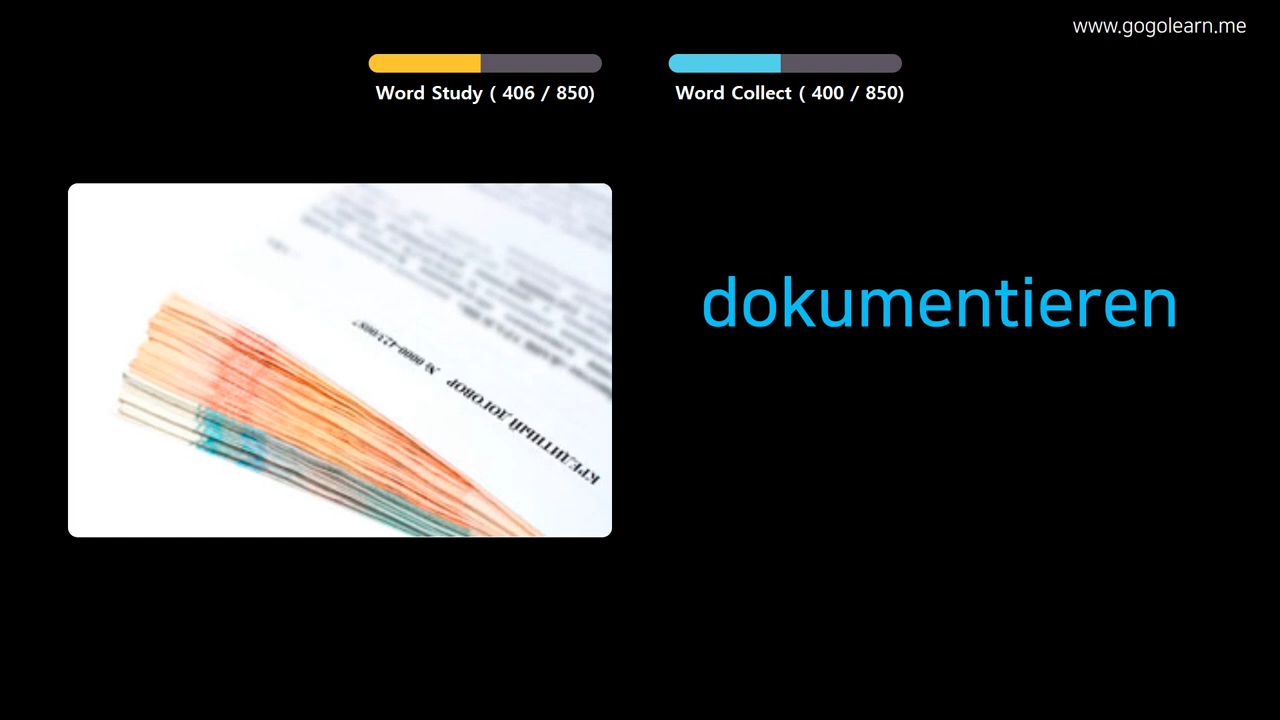 www.gogolearn.me
Word Study ( 406 / 850)
Word Collect ( 400 / 850)
dokumentieren
КРЕДИТНЫЙ ДОГОВОР